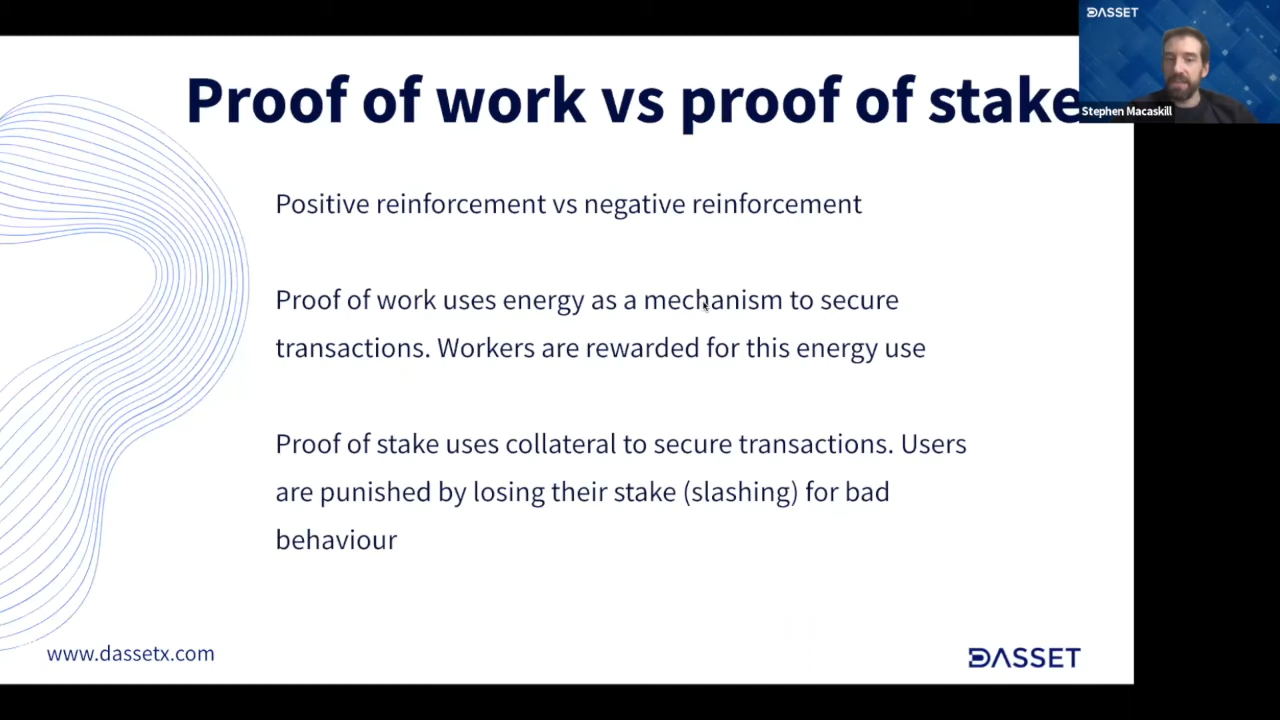 DASSET
Proof of work vs proof of stake
Stephen Macaskill
Positive reinforcement vs negative reinforcement
Proof of work uses energy as a mechanism to secure
transactions. Workers are rewarded for this energy use
Proof of stake uses collateral to secure transactions. Users
are punished by losing their stake (slashing) for bad
behaviour
www.dassetx.com
DASSET